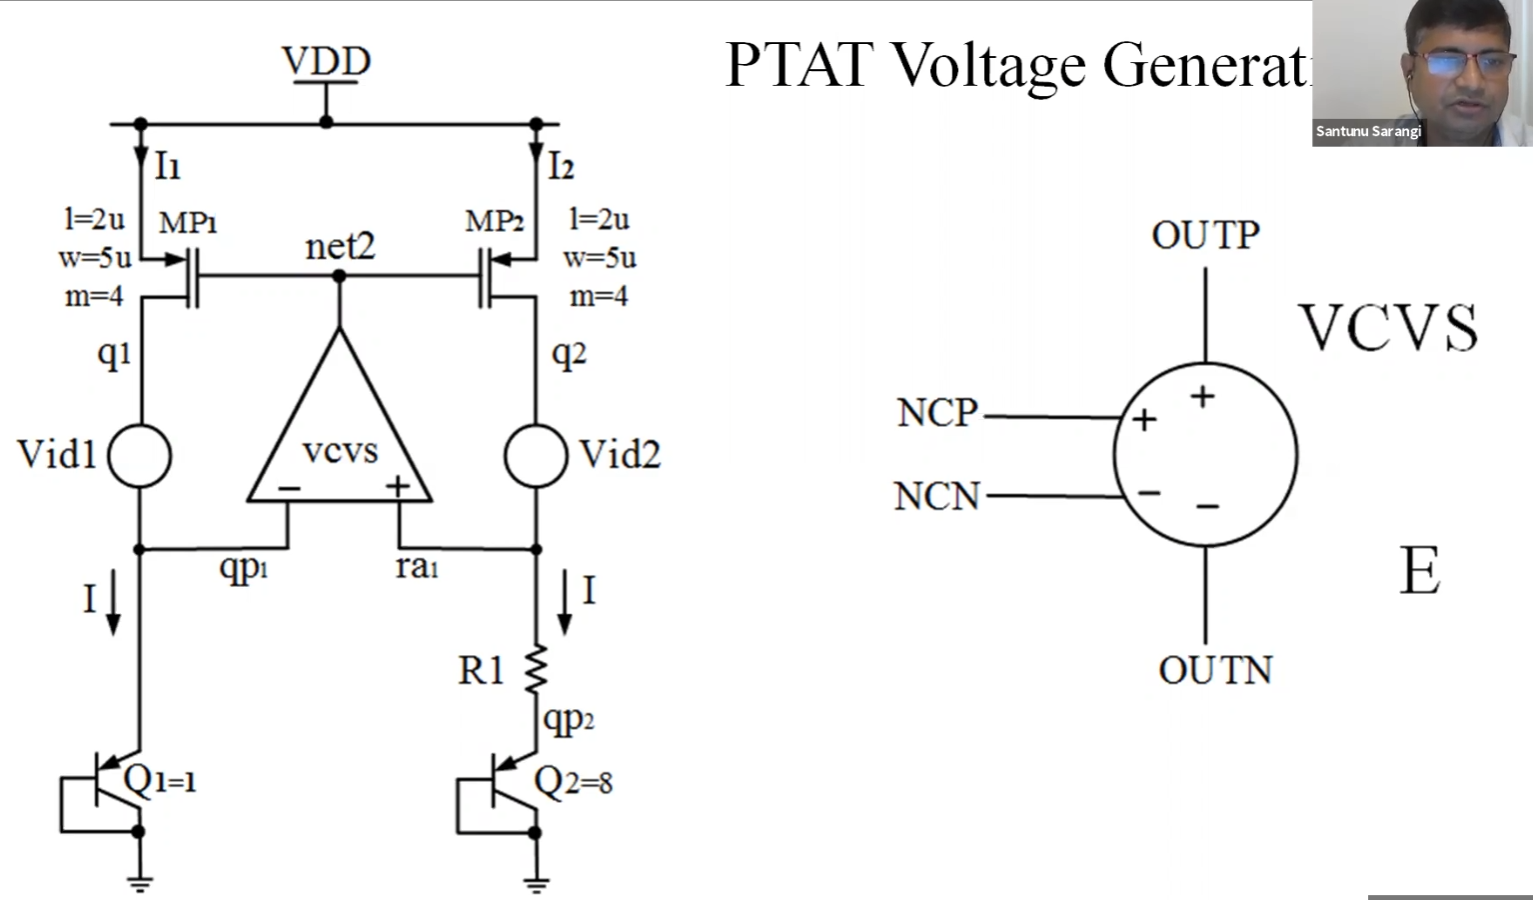 VDD
PTAT Voltage Generat
Santunu Sarangi
I1
I2
l=2u
MP1
w=5u
m=4
net2
MP2
l=2u
w=5u
m=4
q1
q2
Vid1
vcvs
Vid2
− +
qp1
ra1
I
I
R1
qp2
Q1=1
Q2=8
OUTP
VCVS
NCP
+
+
NCN
−
−
E
OUTN